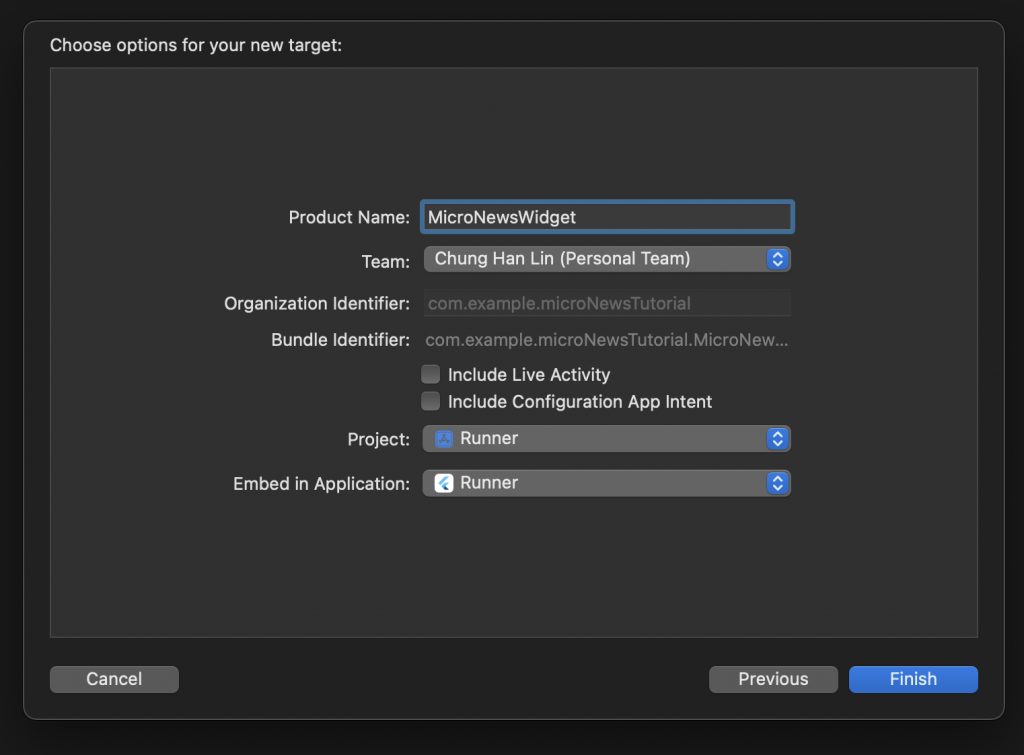 Choose options for your new target:
Product Name: MicroNewsWidget
Team: Chung Han Lin (Personal Team)
Organization Identifier: com.example.microNewsTutorial
Bundle Identifier: com.example.microNewsTutorial.MicroNew...
Include Live Activity
Include Configuration App Intent
Project: Runner
Embed in Application: Runner
Cancel Previous Finish